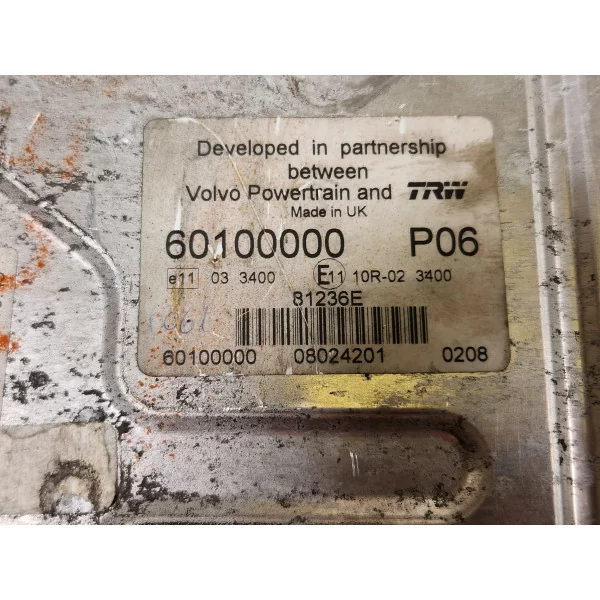 Developed in partnership
between
Volvo Powertrain and TRW
Made in UK
60100000 P06
e11 03 3400 E11 10R-02 3400
81236E
60100000 08024201 0208